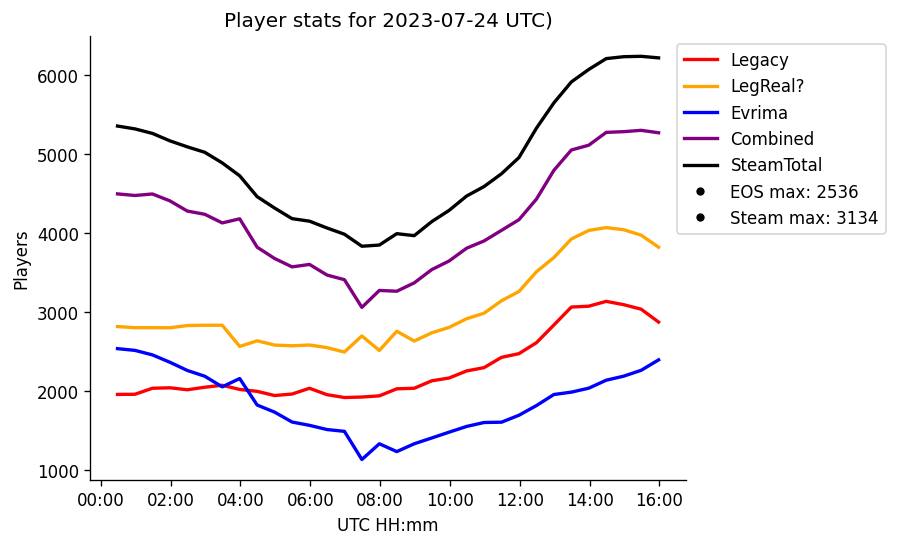 Player stats for 2023-07-24 UTC)
Players
6000
5000
4000
3000
2000
1000
00:00 02:00 04:00 06:00 08:00 10:00 12:00 14:00 16:00
UTC HH:mm
Legacy
LegReal?
Evrima
Combined
SteamTotal
EOS max: 2536
Steam max: 3134